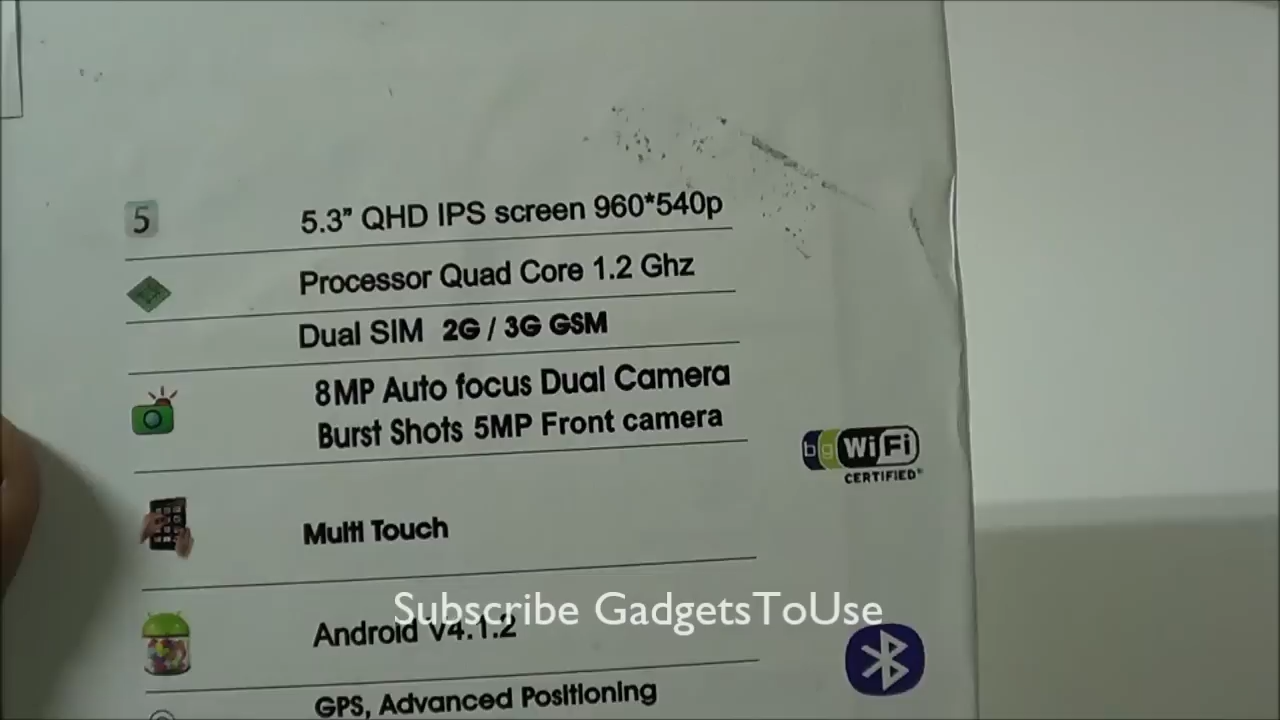 5
5.3” QHD IPS screen 960*540p
Processor Quad Core 1.2 Ghz
Dual SIM 2G / 3G GSM
8MP Auto focus Dual Camera
Burst Shots 5MP Front camera
bg WiFi
CERTIFIED®
Multi Touch
Subscribe GadgetsToUse
Android V4.1.2
GPS, Advanced Positioning